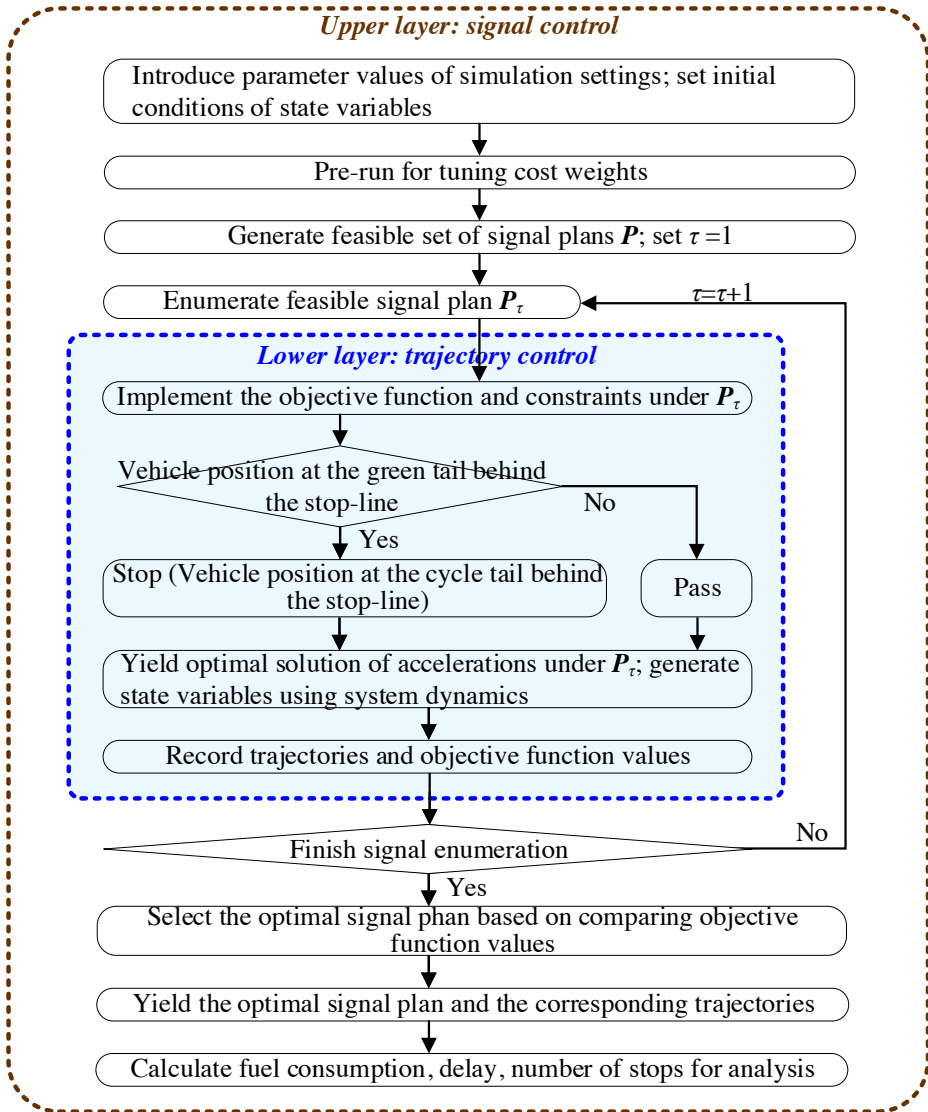 Upper layer: signal control
Introduce parameter values of simulation settings; set initial
conditions of state variables
Pre-run for tuning cost weights
Generate feasible set of signal plans P; set τ =1
Enumerate feasible signal plan Pτ
τ=τ+1
Lower layer: trajectory control
Implement the objective function and constraints under Pτ
Vehicle position at the green tail behind
the stop-line
No
Yes
Stop (Vehicle position at the cycle tail behind
the stop-line)
Pass
Yield optimal solution of accelerations under Pτ; generate
state variables using system dynamics
Record trajectories and objective function values
Finish signal enumeration
No
Yes
Select the optimal signal phan based on comparing objective
function values
Yield the optimal signal plan and the corresponding trajectories
Calculate fuel consumption, delay, number of stops for analysis